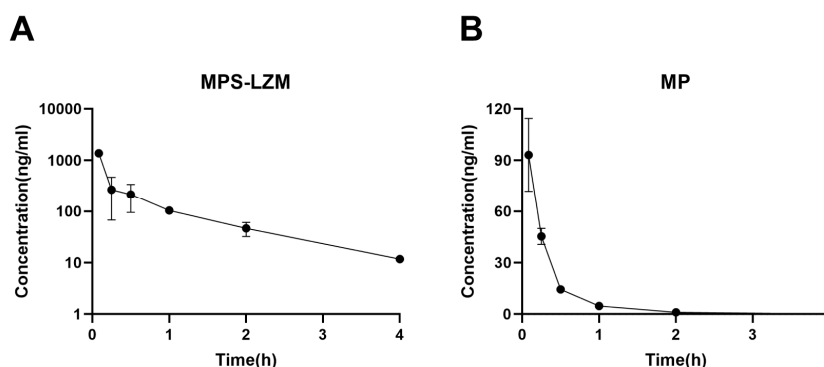 A
MPS-LZM
Concentration(ng/ml)
10000
1000
100
10
1
0 1 2 3 4
Time(h)
B
MP
Concentration(ng/ml)
120
90
60
30
0
0 1 2 3
Time(h)